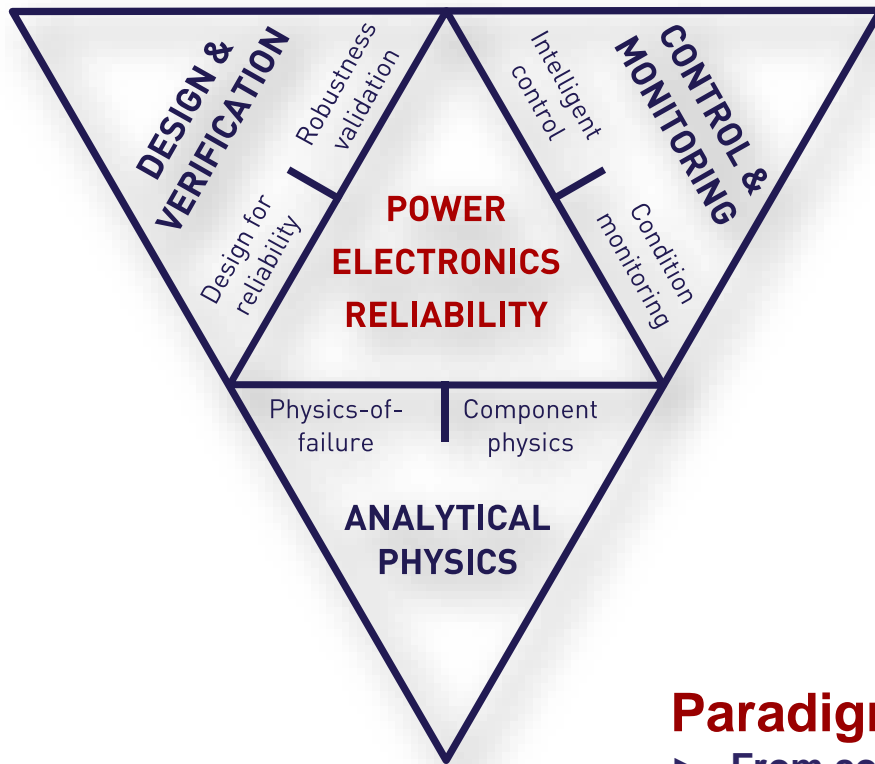 DESIGN &
VERIFICATION
Robustness
validation
Design for
reliability
Intelligent
control
CONTROL &
MONITORING
Condition
monitoring
POWER
ELECTRONICS
RELIABILITY
Physics-of-
failure
Component
physics
ANALYTICAL
PHYSICS
From